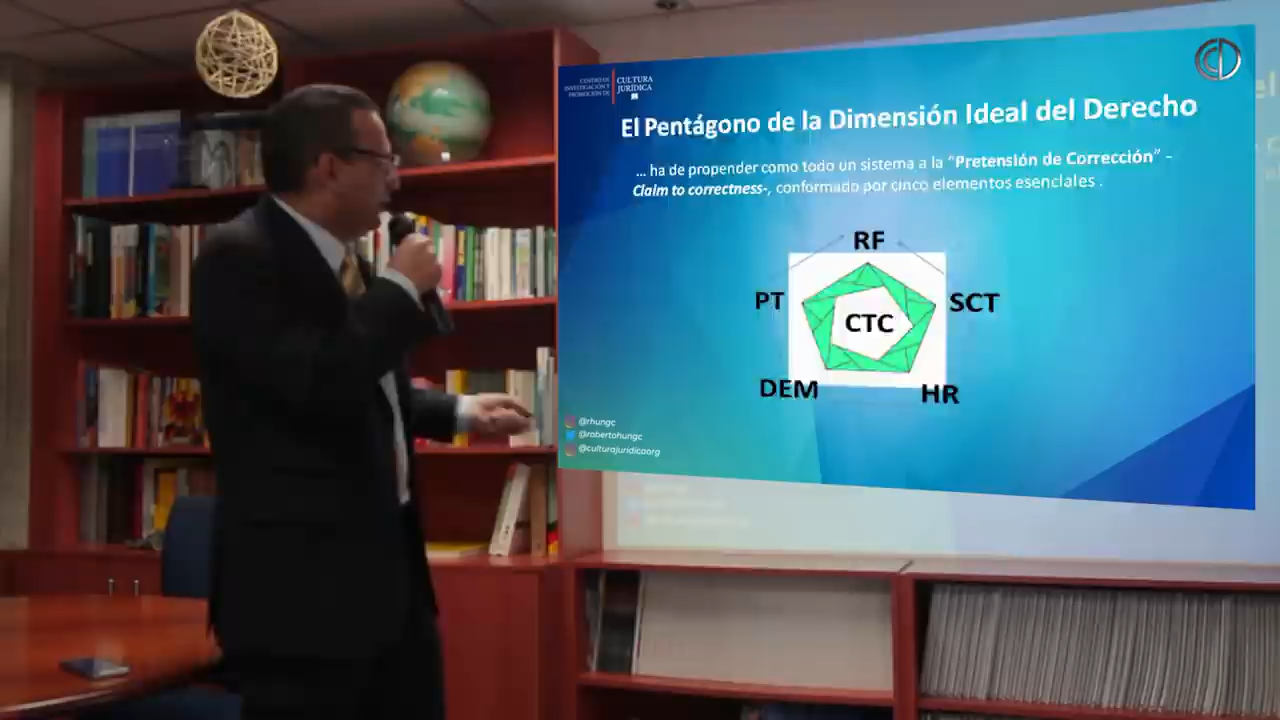 CENTRO DE
INVESTIGACIÓN Y
PROMOCIÓN DE
CULTURA
JURÍDICA
El Pentágono de la Dimensión Ideal del Derecho
... ha de propender como todo un sistema a la “Pretensión de Corrección” -
Claim to correctness-, conformado por cinco elementos esenciales .
RF
PT
SCT
CTC
DEM
HR
@rhungc
@robertohungc
@culturajuridicaorg